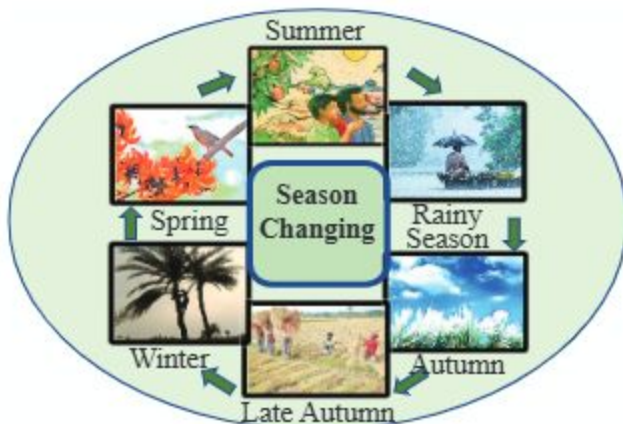 Summer
Season
Changing
Spring
Rainy
Season
Winter
Autumn
Late Autumn